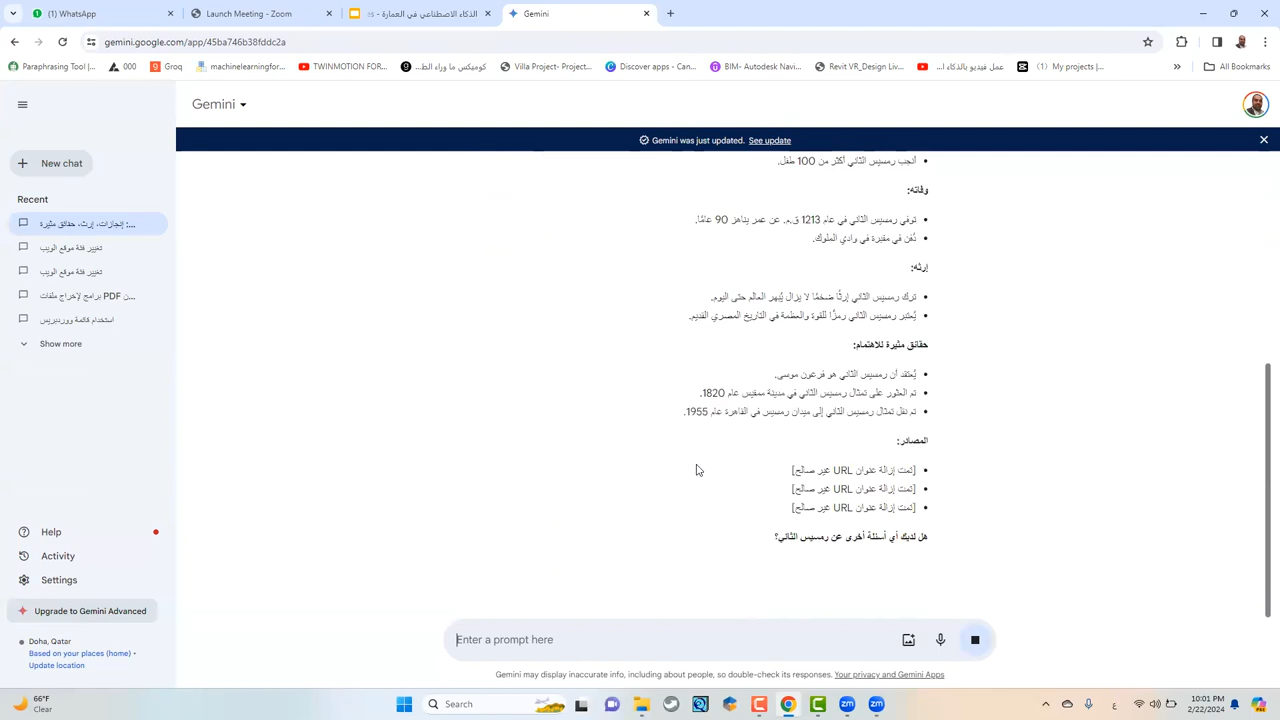 (1) WhatsApp
Launch Meeting - Zoom
الذكاء الاصطناعي في العمارة - es
Gemini
gemini.google.com/app/45ba746b38fddc2a
Paraphrasing Tool |...
000
Groq
machinelearningfor...
TWINMOTION FOR...
كوميكس ما وراء الط...
Villa Project- Project...
Discover apps - Can...
BIM- Autodesk Navi...
Revit VR_Design Liv...
عمل فيديو بالذكاء ا...
(1) My projects |...
All Bookmarks
Gemini
Gemini was just updated. See update
New chat
Recent
إنجازات، إرث، حقائق مثيرة:...
تغيير فئة موقع الويب
تغيير فئة موقع الويب
برامج لإخراج ملفات PDF من...
استخدام قائمة ووردبريس
Show more
أنجب رمسيس الثاني أكثر من 100 طفل.
وفاته:
توفي رمسيس الثاني في عام 1213 ق.م. عن عمر يناهز 90 عامًا.
دُفن في مقبرة في وادي الملوك.
إرثه:
ترك رمسيس الثاني إرثًا ضخمًا لا يزال يُبهر العالم حتى اليوم.
يُعتبر رمسيس الثاني رمزًا للقوة والعظمة في التاريخ المصري القديم.
حقائق مثيرة للاهتمام:
يُعتقد أن رمسيس الثاني هو فرعون موسى.
تم العثور على تمثال رمسيس الثاني في مدينة ممفيس عام 1820.
تم نقل تمثال رمسيس الثاني إلى ميدان رمسيس في القاهرة عام 1955.
المصادر:
[تمت إزالة عنوان URL غير صالح]
[تمت إزالة عنوان URL غير صالح]
[تمت إزالة عنوان URL غير صالح]
هل لديك أي أسئلة أخرى عن رمسيس الثاني؟
Help
Activity
Settings
Upgrade to Gemini Advanced
Doha, Qatar
Based on your places (home) •
Update location
Enter a prompt here
Gemini may display inaccurate info, including about people, so double-check its responses. Your privacy and Gemini Apps
66°F
Clear
Search
ع
10:01 PM
2/22/2024